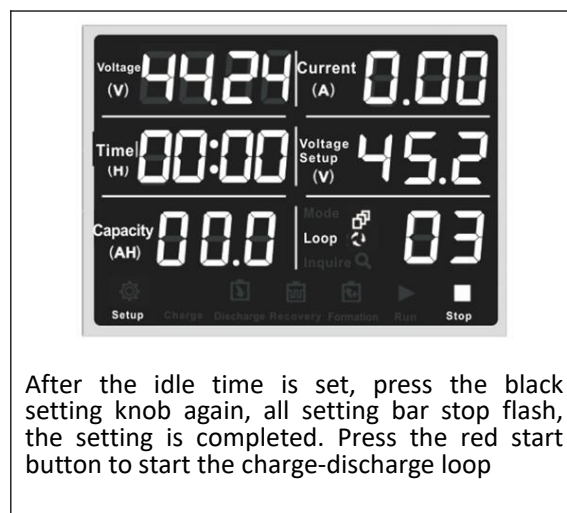 Voltage (V) 44.24 Current (A) 0.00
Time (H) 00:00 Voltage Setup (V) 45.2
Capacity (AH) 00.0 Mode Loop Inquire 03
Setup Charge Discharge Recovery Formation Run Stop
After the idle time is set, press the black
setting knob again, all setting bar stop flash,
the setting is completed. Press the red start
button to start the charge-discharge loop